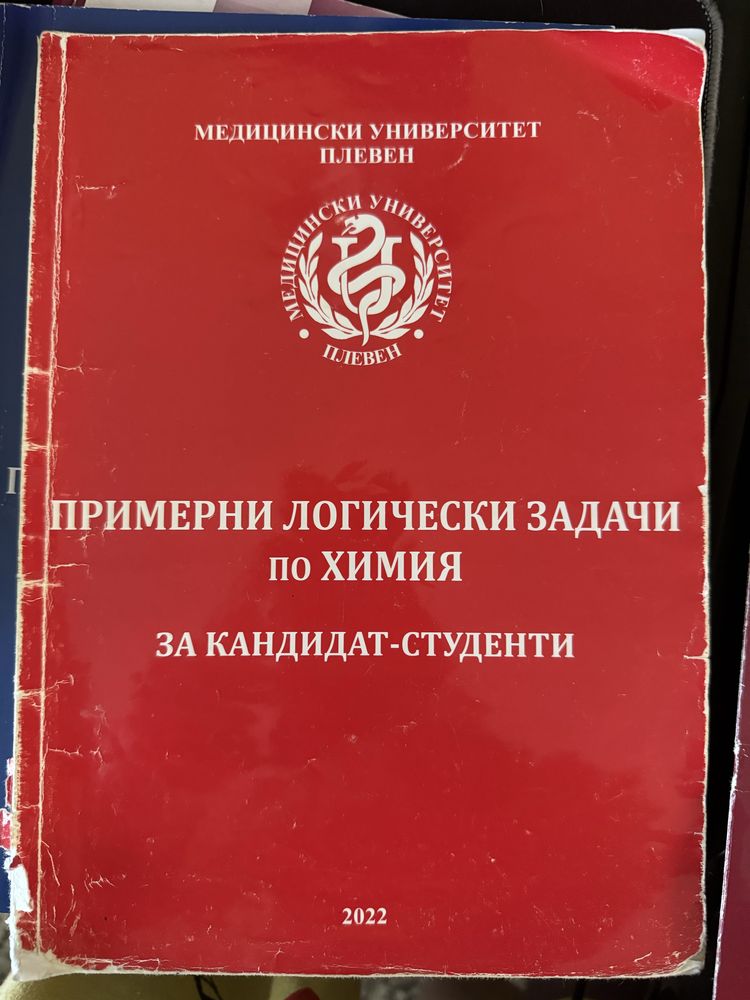 МЕДИЦИНСКИ УНИВЕРСИТЕТ
ПЛЕВЕН
МЕДИЦИНСКИ УНИВЕРСИТЕТ
ПЛЕВЕН
ПРИМЕРНИ ЛОГИЧЕСКИ ЗАДАЧИ
по ХИМИЯ
ЗА КАНДИДАТ-СТУДЕНТИ
2022